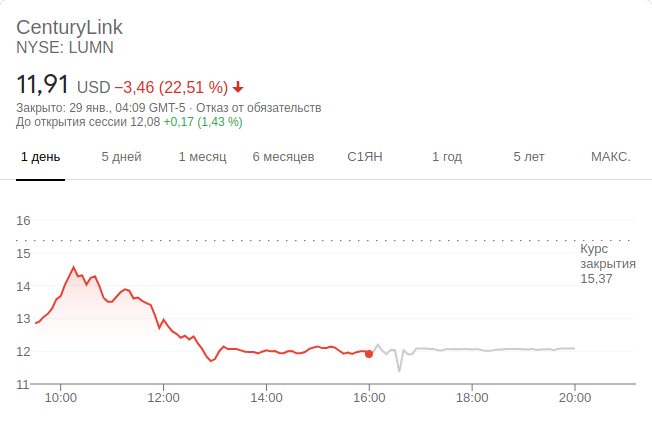 CenturyLink
NYSE: LUMN
11,91 USD −3,46 (22,51 %)
Закрыто: 29 янв., 04:09 GMT-5 · Отказ от обязательств
До открытия сессии 12,08 +0,17 (1,43 %)
1 день 5 дней 1 месяц 6 месяцев С1ЯН 1 год 5 лет МАКС.
16
15
14
13
12
11
Курс
закрытия
15,37
10:00 12:00 14:00 16:00 18:00 20:00